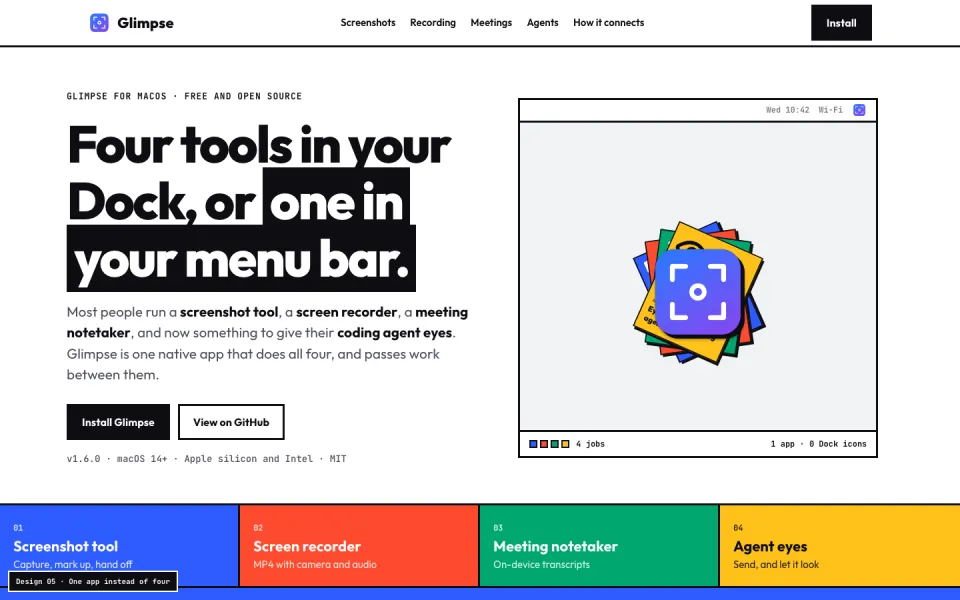 Glimpse
Screenshots Recording Meetings Agents How it connects
Install
GLIMPSE FOR MACOS · FREE AND OPEN SOURCE
Four tools in your
Dock, or one in
your menu bar.
Most people run a screenshot tool, a screen recorder, a meeting
notetaker, and now something to give their coding agent eyes.
Glimpse is one native app that does all four, and passes work
between them.
Install Glimpse
View on GitHub
v1.6.0 · macOS 14+ · Apple silicon and Intel · MIT
Wed 10:42 Wi-Fi
4 jobs
1 app · 0 Dock icons
01
Screenshot tool
Capture, mark up, hand off
02
Screen recorder
MP4 with camera and audio
03
Meeting notetaker
On-device transcripts
04
Agent eyes
Send, and let it look
Design 05 · One app instead of four